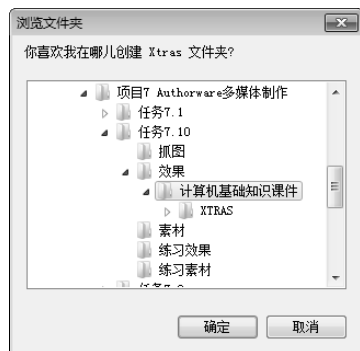 浏览文件夹
你喜欢我在哪儿创建 Xtras 文件夹?
项目7 Authorware多媒体制作
任务7.1
任务7.10
抓图
效果
计算机基础知识课件
XTRAS
素材
练习效果
练习素材
确定
取消